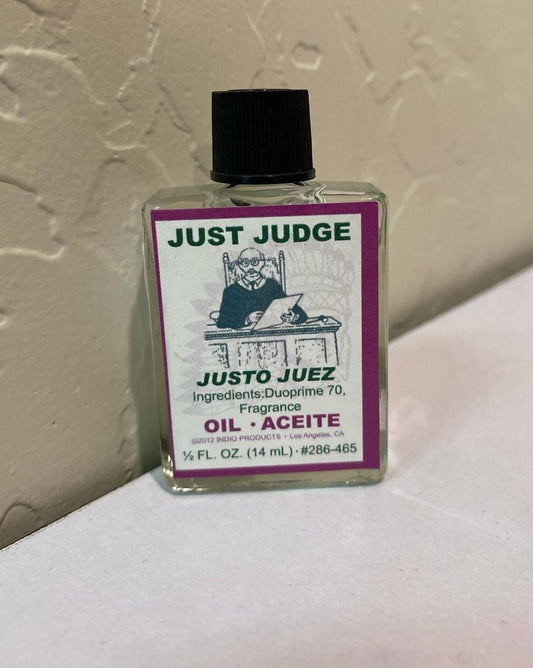 JUST JUDGE
JUSTO JUEZ
Ingredients:Duoprime 70,
Fragrance
OIL • ACEITE
©2012 INDIO PRODUCTS • Los Angeles, CA
½ FL. OZ. (14 mL) • #286-465